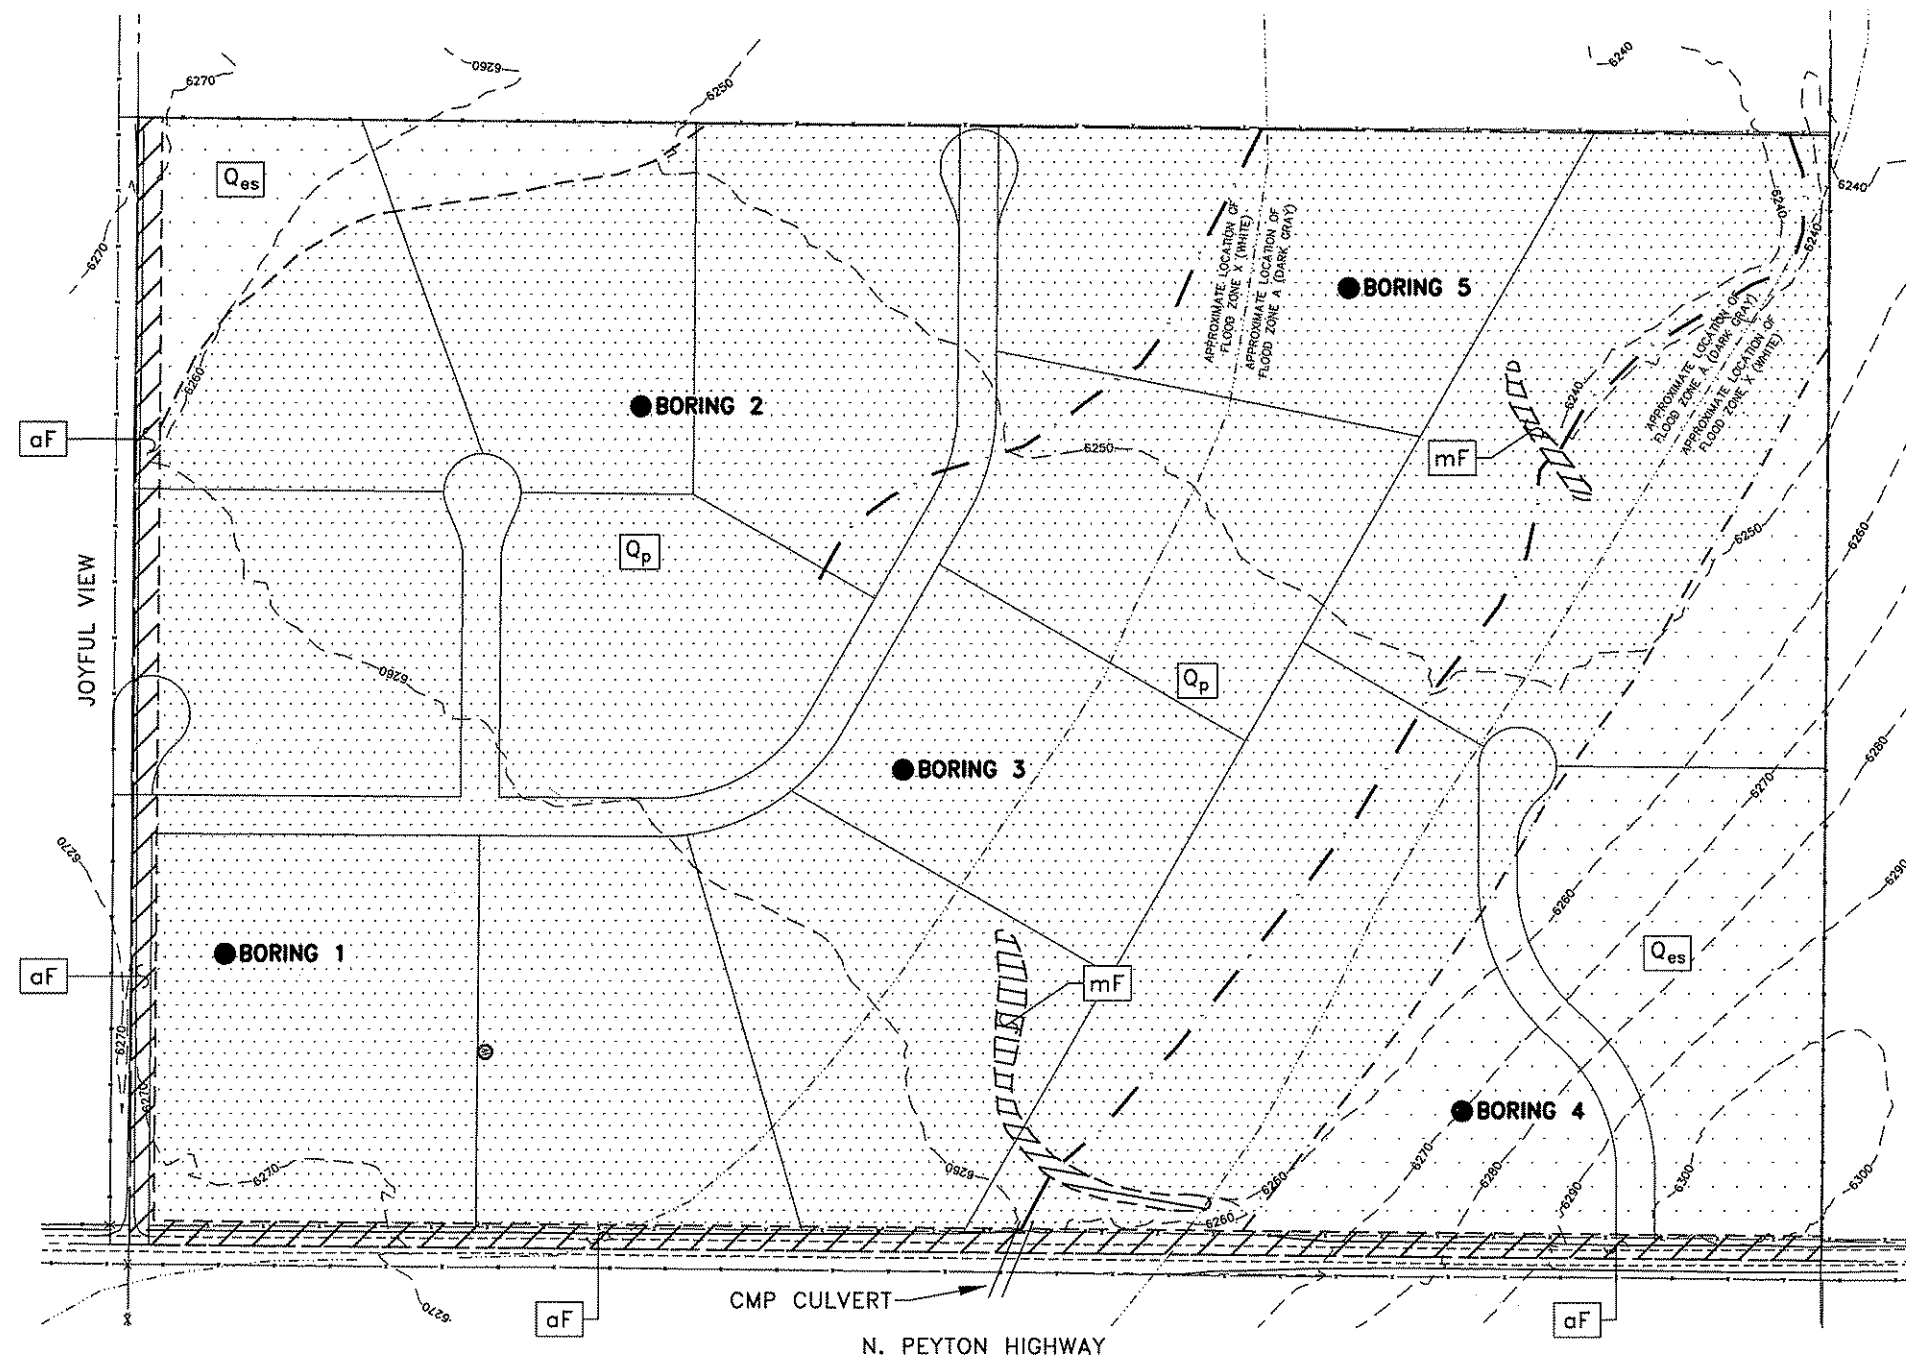 6240
6260
6270
6250
Qes
6240
6240
6240
6270
APPROXIMATE LOCATION OF
FLOOD ZONE X (WHITE)
APPROXIMATE LOCATION OF
FLOOD ZONE A (DARK GRAY)
BORING 5
APPROXIMATE LOCATION OF
FLOOD ZONE A (DARK GRAY)
APPROXIMATE LOCATION OF
FLOOD ZONE X (WHITE)
6260
6240
BORING 2
aF
6250
mF
6250
6260
Qp
JOYFUL VIEW
6260
Qp
6280
BORING 3
6270
6270
6290
6260
BORING 1
Qes
aF
mF
6270
6270
BORING 4
6270
6260
6270
6280
6260
6290
6300
6300
6260
CMP CULVERT
6270
aF
aF
N. PEYTON HIGHWAY